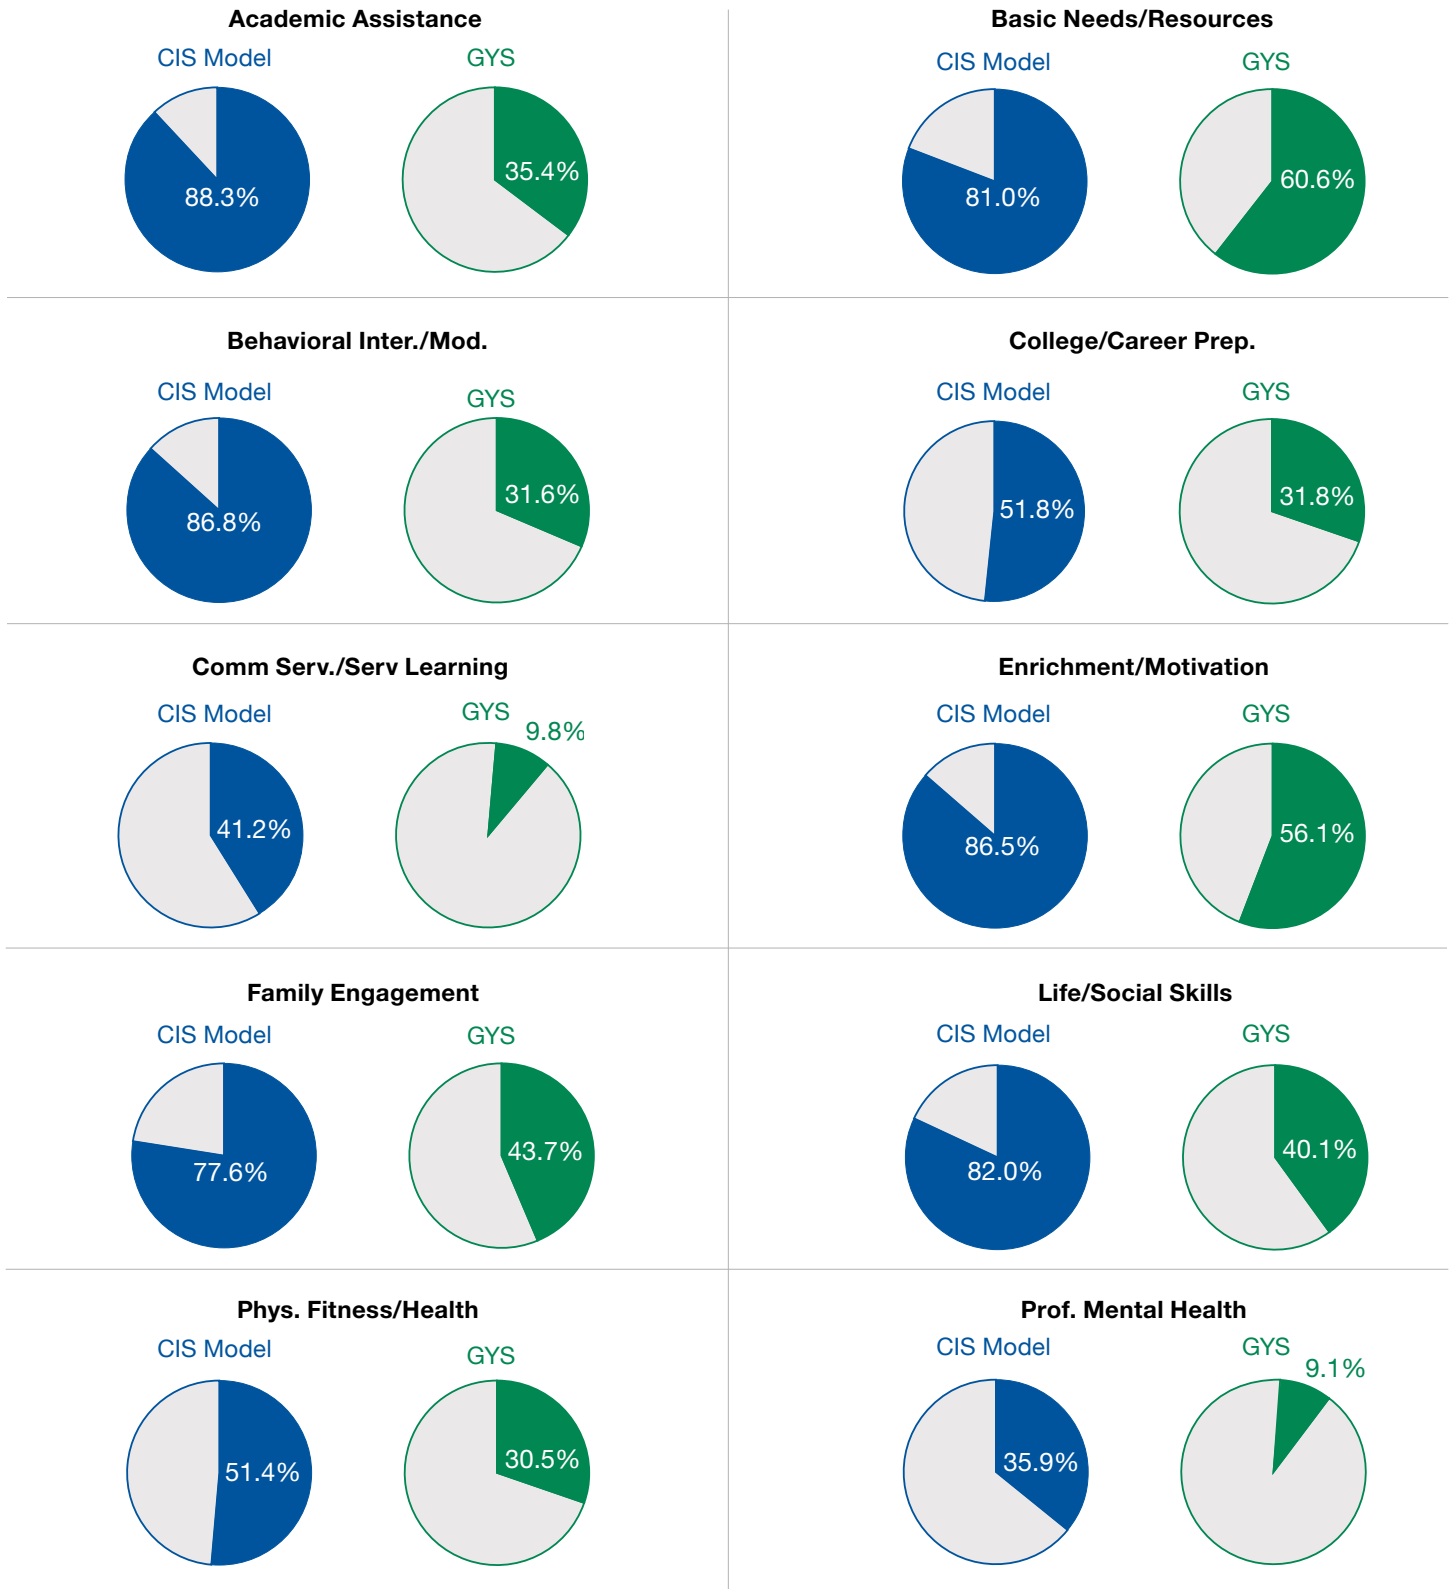 Academic Assistance
CIS Model
GYS
88.3%
35.4%
Basic Needs/Resources
CIS Model
GYS
81.0%
60.6%
Behavioral Inter./Mod.
CIS Model
GYS
86.8%
31.6%
College/Career Prep.
CIS Model
GYS
51.8%
31.8%
Comm Serv./Serv Learning
CIS Model
GYS
9.8%
41.2%
Enrichment/Motivation
CIS Model
GYS
86.5%
56.1%
Family Engagement
CIS Model
GYS
77.6%
43.7%
Life/Social Skills
CIS Model
GYS
82.0%
40.1%
Phys. Fitness/Health
CIS Model
GYS
51.4%
30.5%
Prof. Mental Health
CIS Model
GYS
9.1%
35.9%